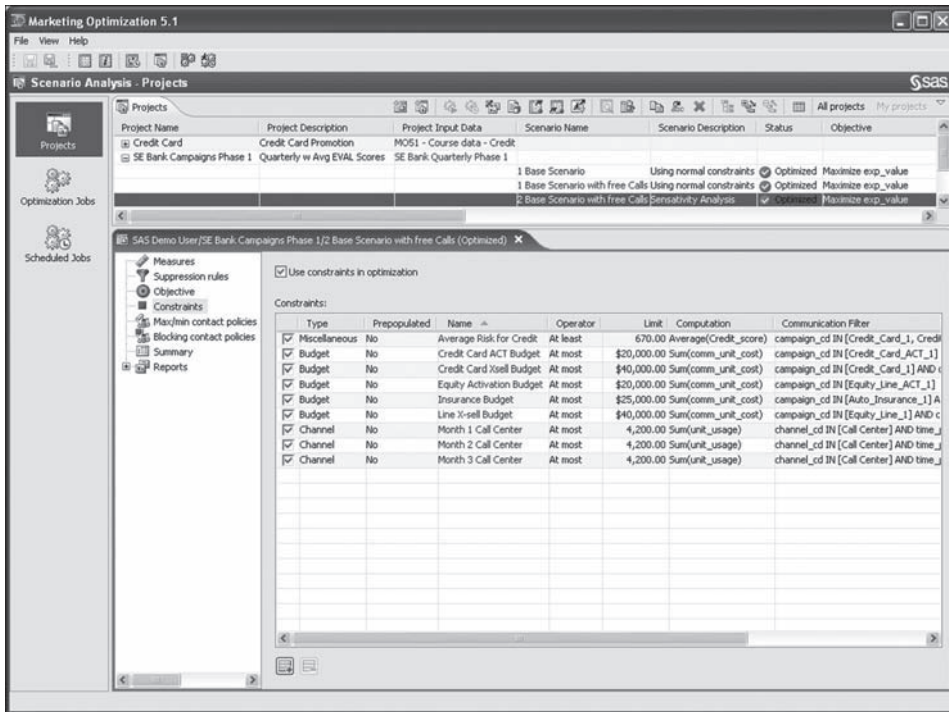 Marketing Optimization 5.1
File View Help
Scenario Analysis - Projects
sas
Projects
Optimization Jobs
Scheduled Jobs
Projects
All projects My projects
Project Name Project Description Project Input Data Scenario Name Scenario Description Status Objective
Credit Card Credit Card Promotion MO51 - Course data - Credit
SE Bank Campaigns Phase 1 Quarterly w Avg EVAL Scores SE Bank Quarterly Phase 1
1 Base Scenario Using normal constraints Optimized Maximize exp_value
1 Base Scenario with free Calls Using normal constraints Optimized Maximize exp_value
2 Base Scenario with free Calls Sensativity Analysis Optimized Maximize exp_value
SAS Demo User/SE Bank Campaigns Phase 1/2 Base Scenario with free Calls (Optimized)
Measures
Suppression rules
Objective
Constraints
Max/min contact policies
Blocking contact policies
Summary
Reports
Use constraints in optimization
Constraints:
Type Prepopulated Name Operator Limit Computation Communication Filter
Miscellaneous No Average Risk for Credit At least 670.00 Average(Credit_score) campaign_cd IN [Credit_Card_1, Credi
Budget No Credit Card ACT Budget At most $20,000.00 Sum(comm_unit_cost) campaign_cd IN [Credit_Card_ACT_1]
Budget No Credit Card Xsell Budget At most $40,000.00 Sum(comm_unit_cost) campaign_cd IN [Credit_Card_1] AND c
Budget No Equity Activation Budget At most $20,000.00 Sum(comm_unit_cost) campaign_cd IN [Equity_Line_ACT_1]
Budget No Insurance Budget At most $25,000.00 Sum(comm_unit_cost) campaign_cd IN [Auto_Insurance_1] A
Budget No Line X-sell Budget At most $40,000.00 Sum(comm_unit_cost) campaign_cd IN [Equity_Line_1] AND c
Channel No Month 1 Call Center At most 4,200.00 Sum(unit_usage) channel_cd IN [Call Center] AND time_p
Channel No Month 2 Call Center At most 4,200.00 Sum(unit_usage) channel_cd IN [Call Center] AND time_p
Channel No Month 3 Call Center At most 4,200.00 Sum(unit_usage) channel_cd IN [Call Center] AND time_p